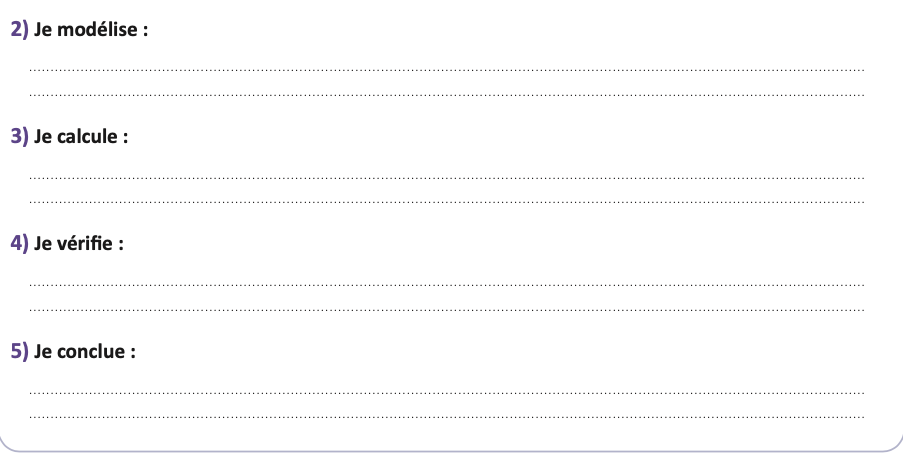 2) Je modélise :
3) Je calcule :
4) Je vérifie :
5) Je conclue :